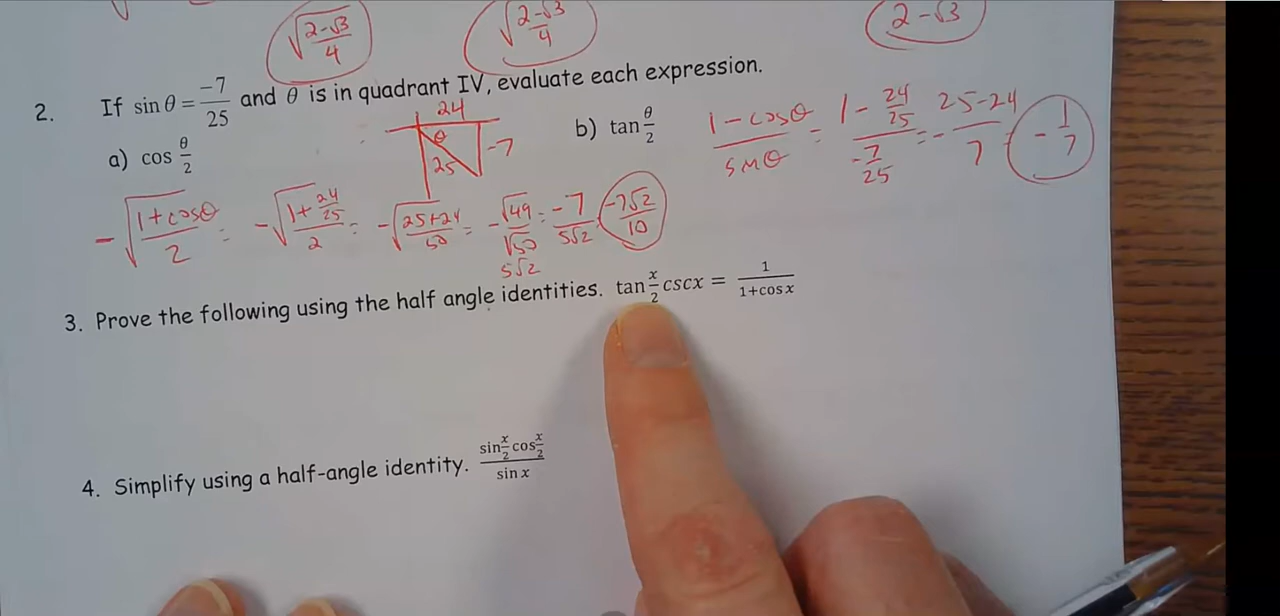 √(2-√3)/4 √(2-√3)/4 2-√3
2. If sin θ = -7/25 and θ is in quadrant IV, evaluate each expression.
a) cos θ/2
24
θ
25
-7
b) tan θ/2
(1-cosθ)/(sinθ) = (1 - 24/25)/(-7/25) = -(25-24)/7 = -1/7
-√((1+cosθ)/2) = -√((1+24/25)/2) = -√((25+24)/50) = -√49/√50 = -7/5√2 · -7√2/10
5√2
3. Prove the following using the half angle identities. tan x/2 cscx = 1/(1+cos x)
4. Simplify using a half-angle identity. (sin x/2 cos x/2)/(sin x)